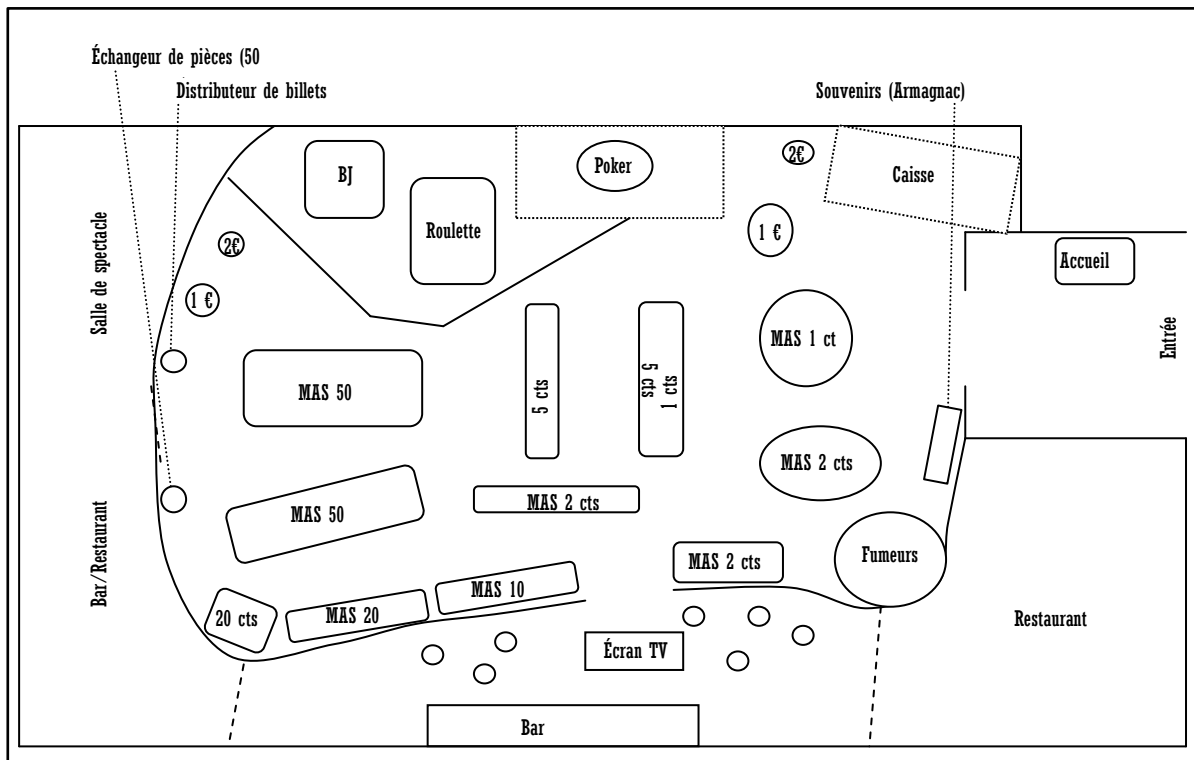 Échangeur de pièces (50
Distributeur de billets
Souvenirs (Armagnac)
BJ
Roulette
Poker
2€
Caisse
1 €
Accueil
Entrée
Salle de spectacle
2€
1 €
MAS 50
5 cts
5 cts
1 cts
MAS 1 ct
MAS 2 cts
MAS 50
MAS 2 cts
Bar/Restaurant
MAS 2 cts
Fumeurs
20 cts
MAS 20
MAS 10
Écran TV
Restaurant
Bar